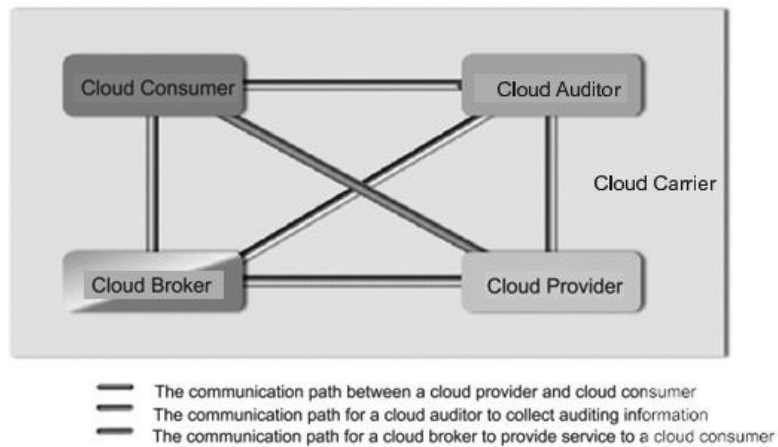 Cloud Consumer
Cloud Auditor
Cloud Carrier
Cloud Broker
Cloud Provider
The communication path between a cloud provider and cloud consumer
The communication path for a cloud auditor to collect auditing information
The communication path for a cloud broker to provide service to a cloud consumer